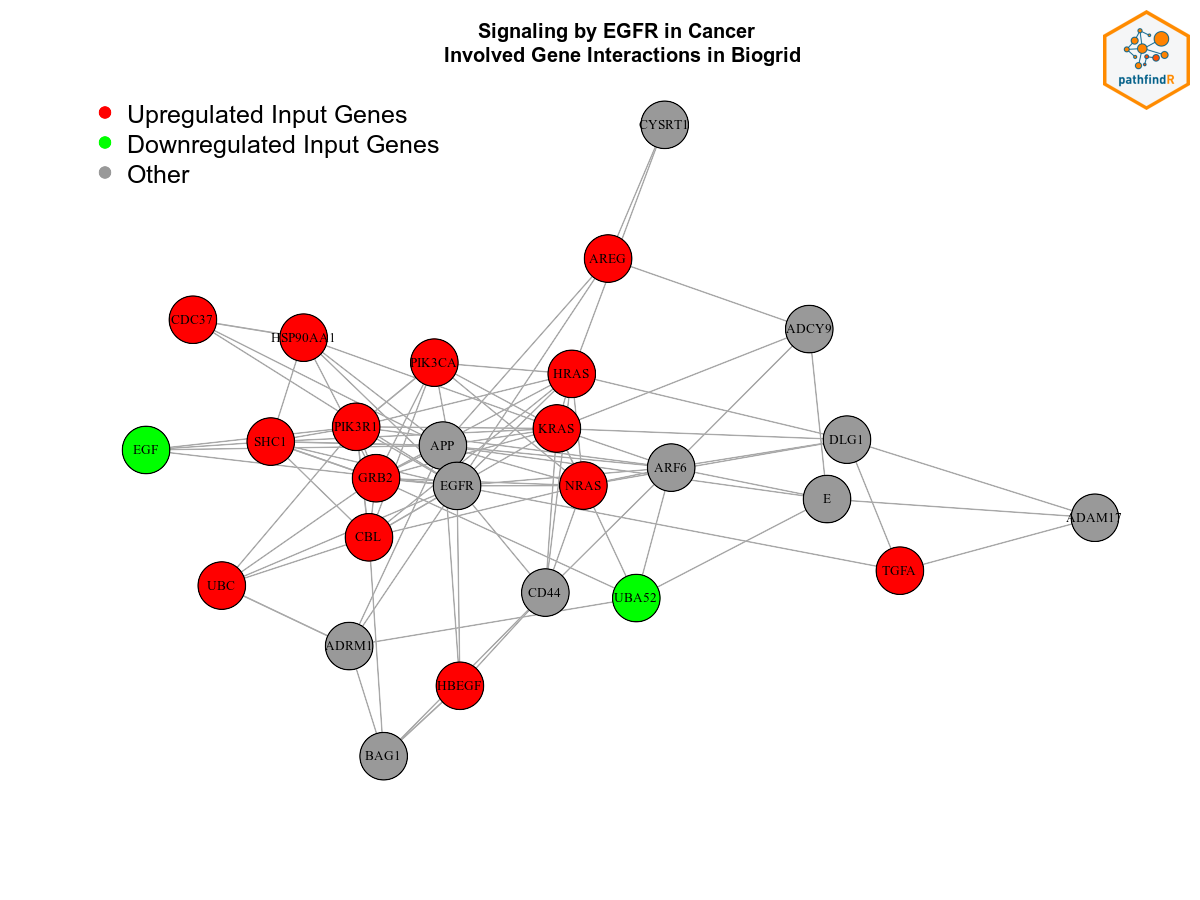 Signaling by EGFR in Cancer
Involved Gene Interactions in Biogrid
pathfindR
Upregulated Input Genes
Downregulated Input Genes
Other
CYSRT1
AREG
CDC37
HSP90AA1
ADCY9
PIK3CA
HRAS
PIK3R1
KRAS
SHC1
EGF
APP
DLG1
ARF6
GRB2
EGFR
NRAS
E
ADAM17
CBL
TGFA
UBC
CD44
UBA52
ADRM1
HBEGF
BAG1